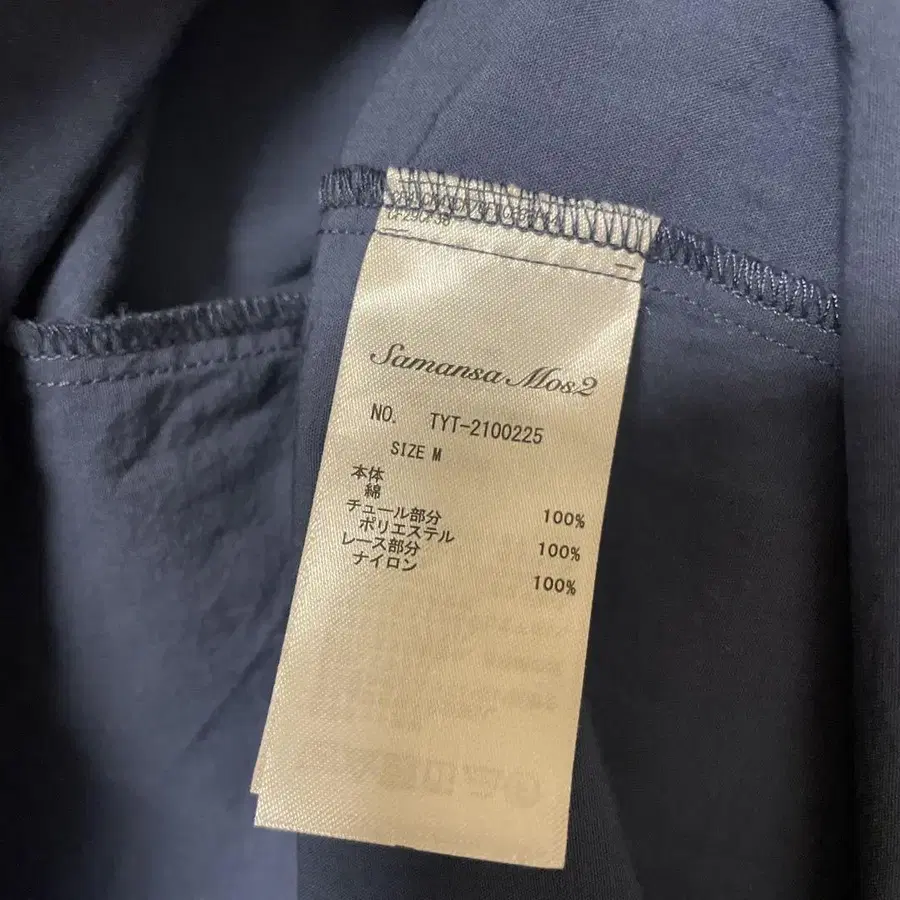 Samansa Mos2
NO. TYT-2100225
SIZE M
本体
綿 100%
チュール部分
ポリエステル 100%
レース部分
ナイロン 100%